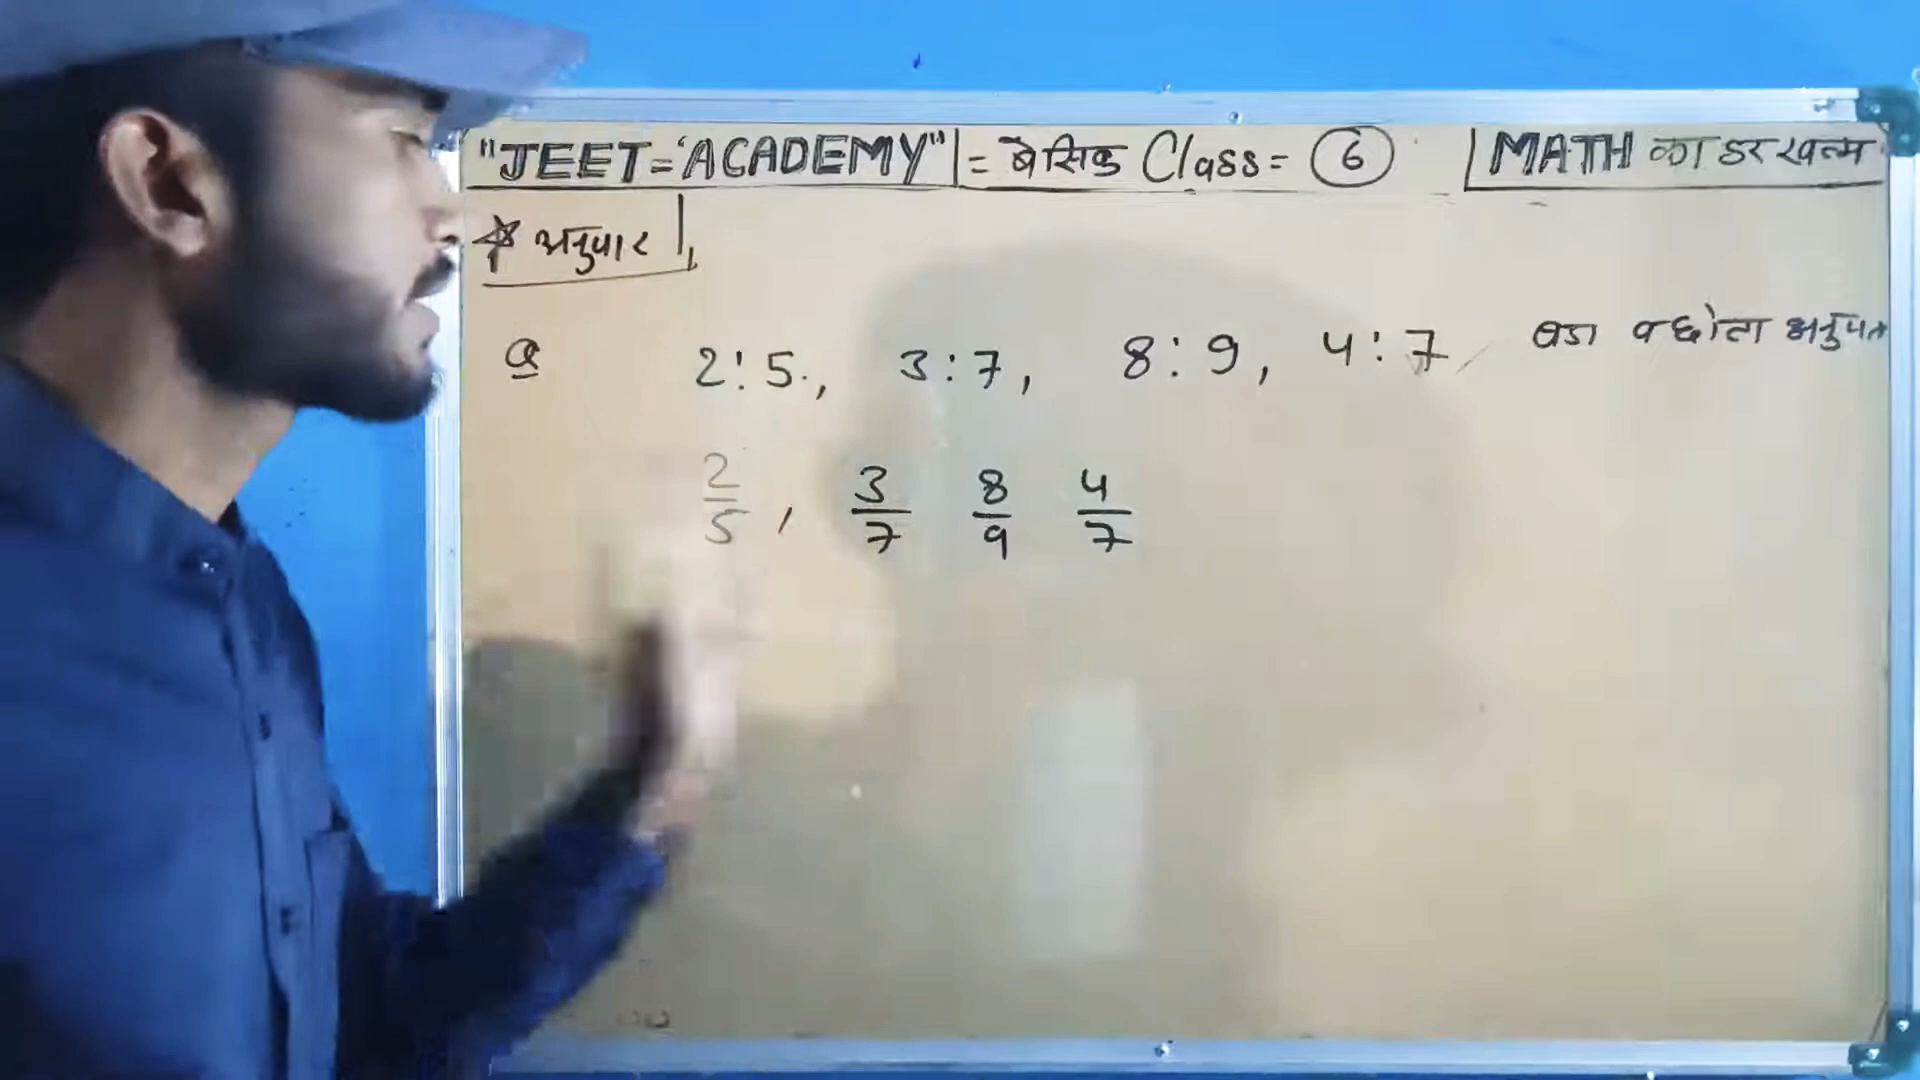 "JEET = ACADEMY" = बेसिक Class = 6 MATH का डर खत्म
* अनुपात
Q 2:5, 3:7, 8:9, 4:7, बडा व छोटा अनुपात
2/5, 3/7 8/9 4/7